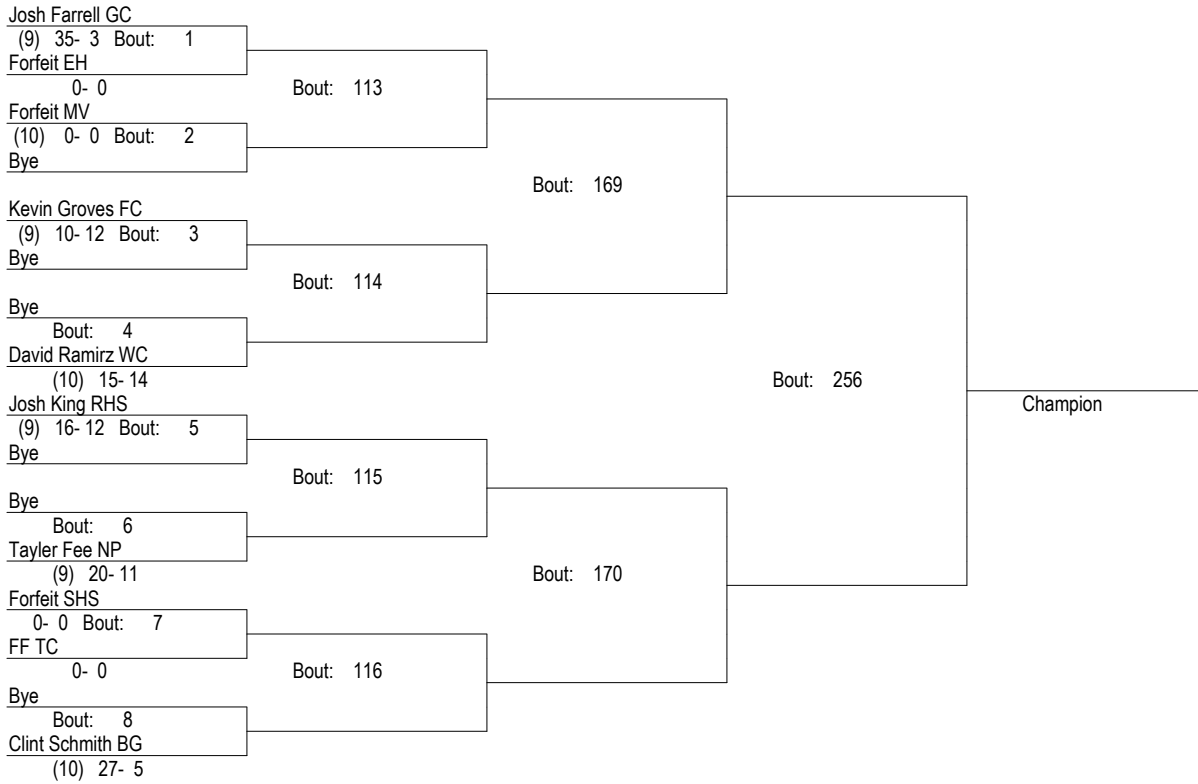 Josh Farrell GC
(9) 35- 3 Bout: 1
Forfeit EH
0- 0
Bout: 113
Forfeit MV
(10) 0- 0 Bout: 2
Bye
Bout: 169
Kevin Groves FC
(9) 10- 12 Bout: 3
Bye
Bout: 114
Bye
Bout: 4
David Ramirz WC
(10) 15- 14
Bout: 256
Josh King RHS
Champion
(9) 16- 12 Bout: 5
Bye
Bout: 115
Bye
Bout: 6
Tayler Fee NP
(9) 20- 11
Bout: 170
Forfeit SHS
0- 0 Bout: 7
FF TC
0- 0
Bout: 116
Bye
Bout: 8
Clint Schmith BG
(10) 27- 5